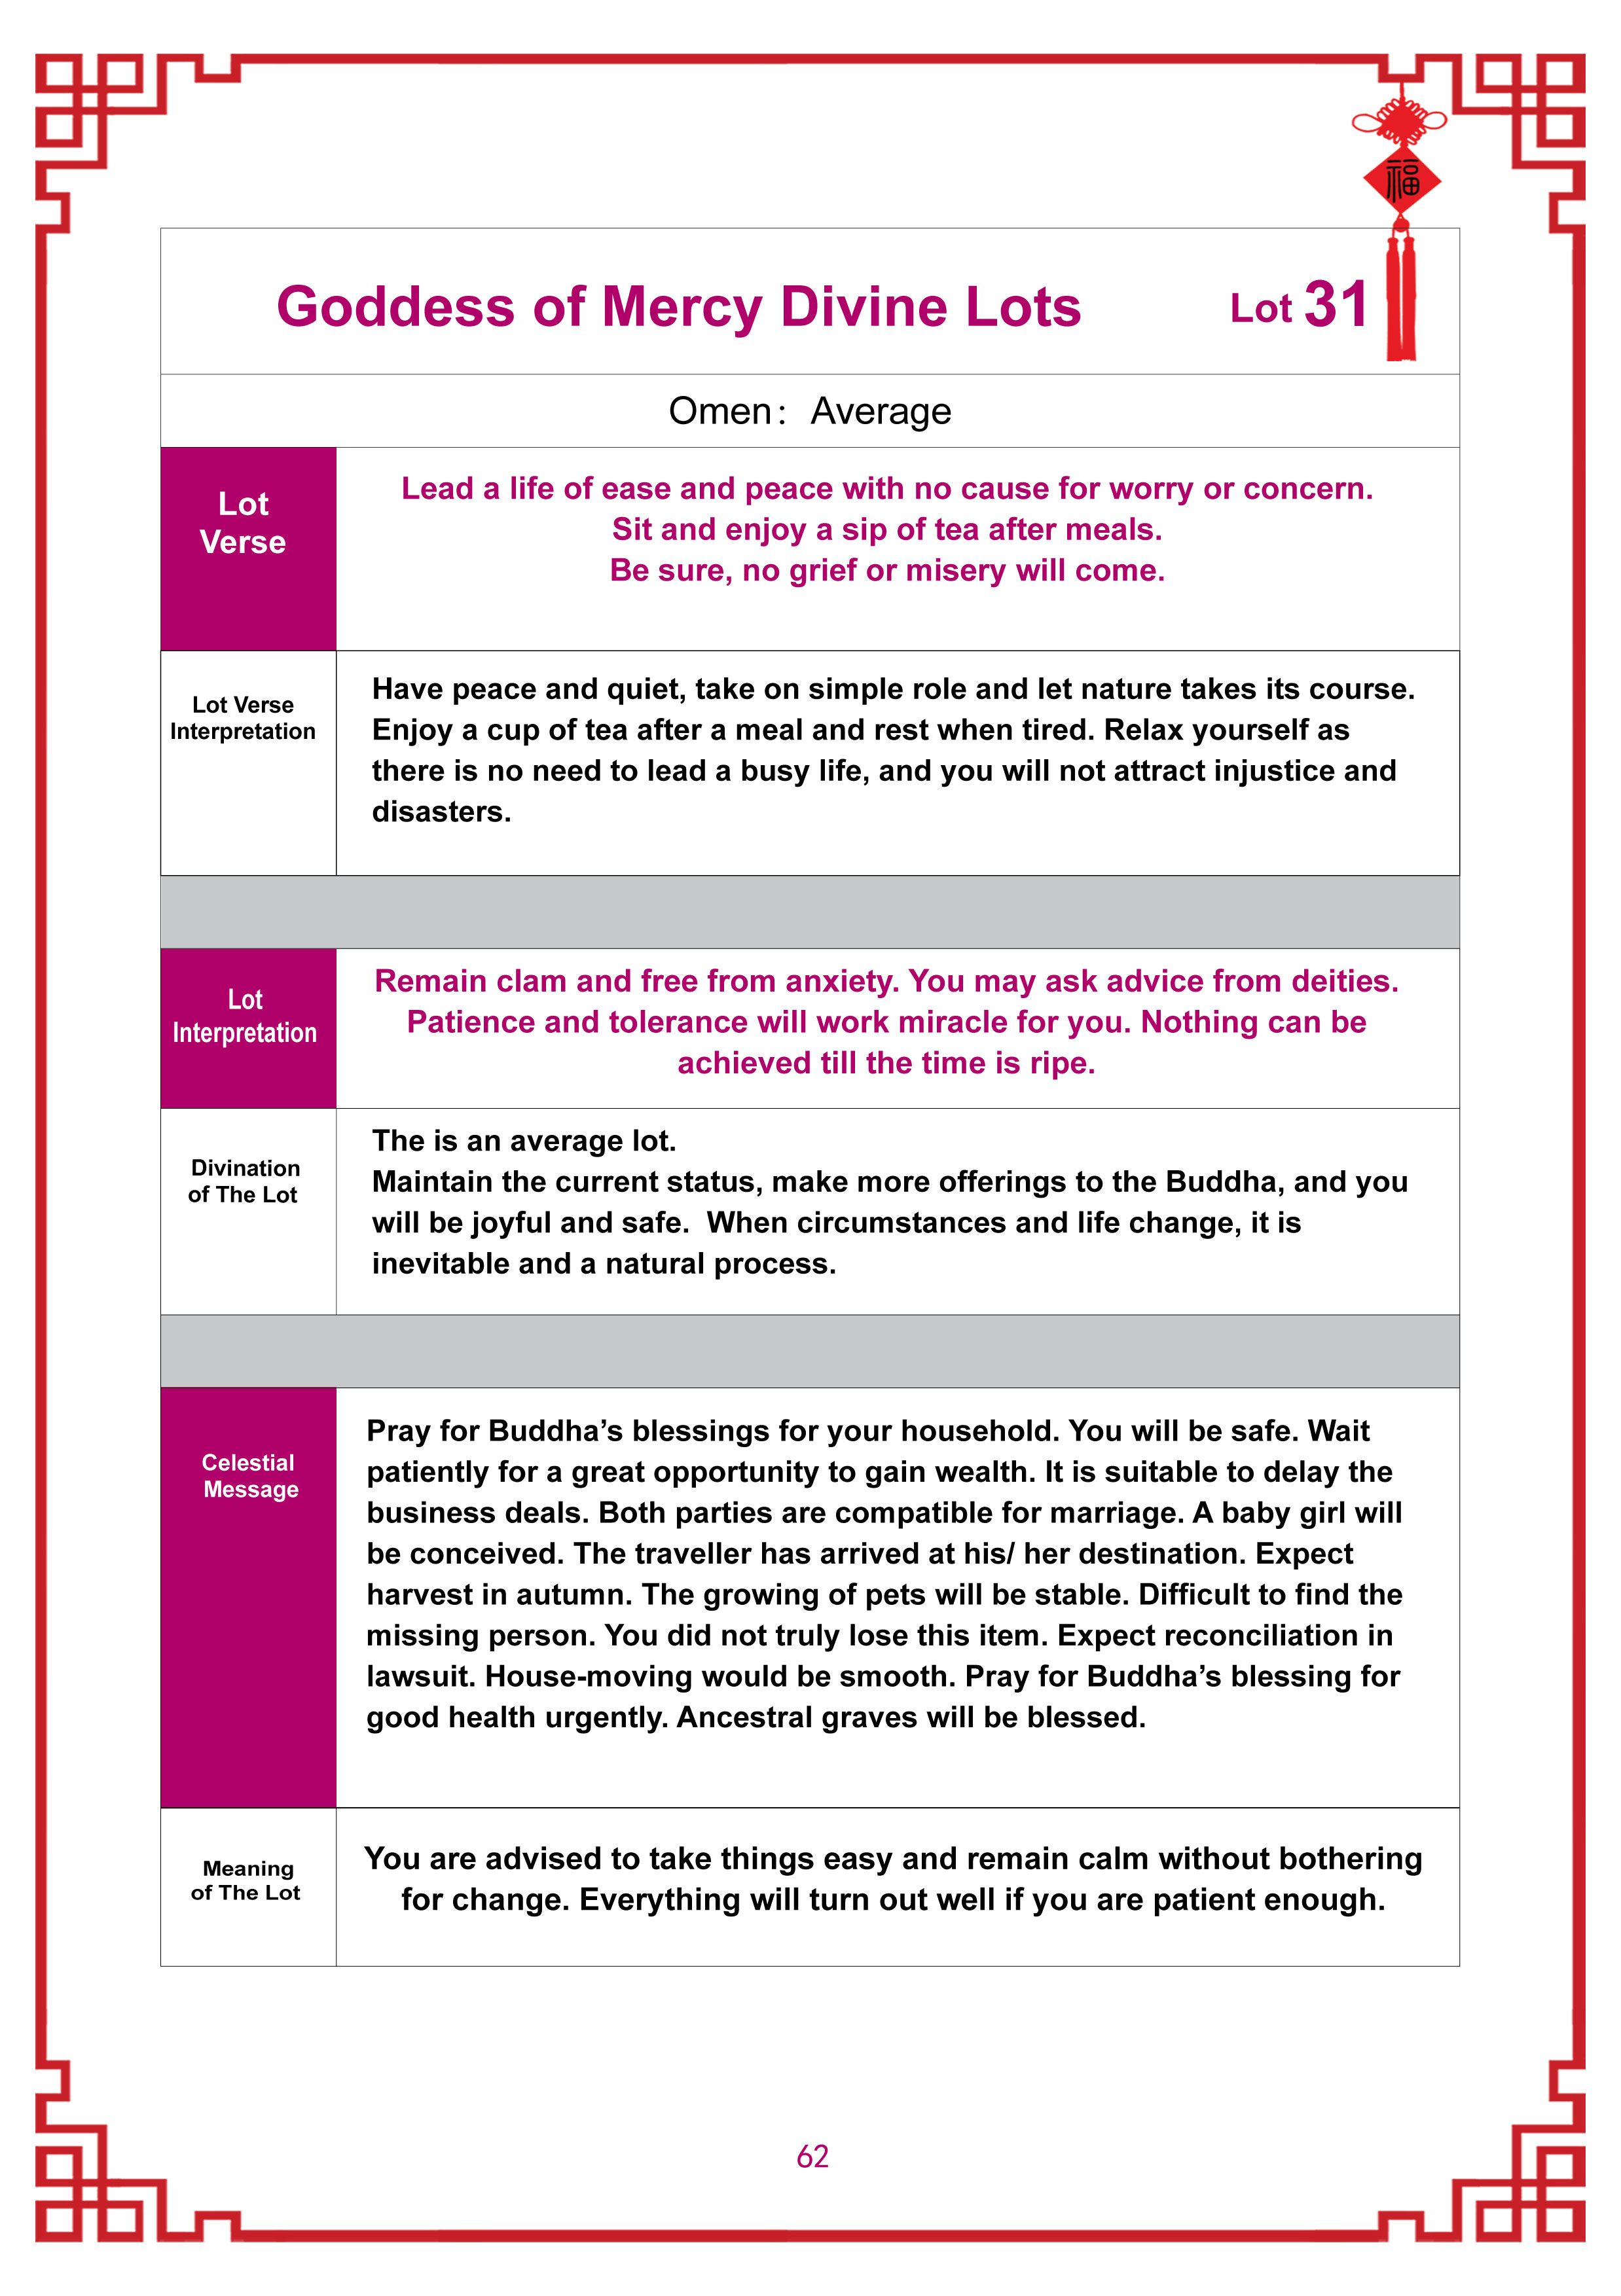 福
Goddess of Mercy Divine Lots Lot 31
Omen: Average
Lot
Verse
Lead a life of ease and peace with no cause for worry or concern.
Sit and enjoy a sip of tea after meals.
Be sure, no grief or misery will come.
Lot Verse
Interpretation
Have peace and quiet, take on simple role and let nature takes its course.
Enjoy a cup of tea after a meal and rest when tired. Relax yourself as
there is no need to lead a busy life, and you will not attract injustice and
disasters.
Lot
Interpretation
Remain clam and free from anxiety. You may ask advice from deities.
Patience and tolerance will work miracle for you. Nothing can be
achieved till the time is ripe.
Divination
of The Lot
The is an average lot.
Maintain the current status, make more offerings to the Buddha, and you
will be joyful and safe.  When circumstances and life change, it is
inevitable and a natural process.
Celestial
Message
Pray for Buddha’s blessings for your household. You will be safe. Wait
patiently for a great opportunity to gain wealth. It is suitable to delay the
business deals. Both parties are compatible for marriage. A baby girl will
be conceived. The traveller has arrived at his/ her destination. Expect
harvest in autumn. The growing of pets will be stable. Difficult to find the
missing person. You did not truly lose this item. Expect reconciliation in
lawsuit. House-moving would be smooth. Pray for Buddha’s blessing for
good health urgently. Ancestral graves will be blessed.
Meaning
of The Lot
You are advised to take things easy and remain calm without bothering
for change. Everything will turn out well if you are patient enough.
62